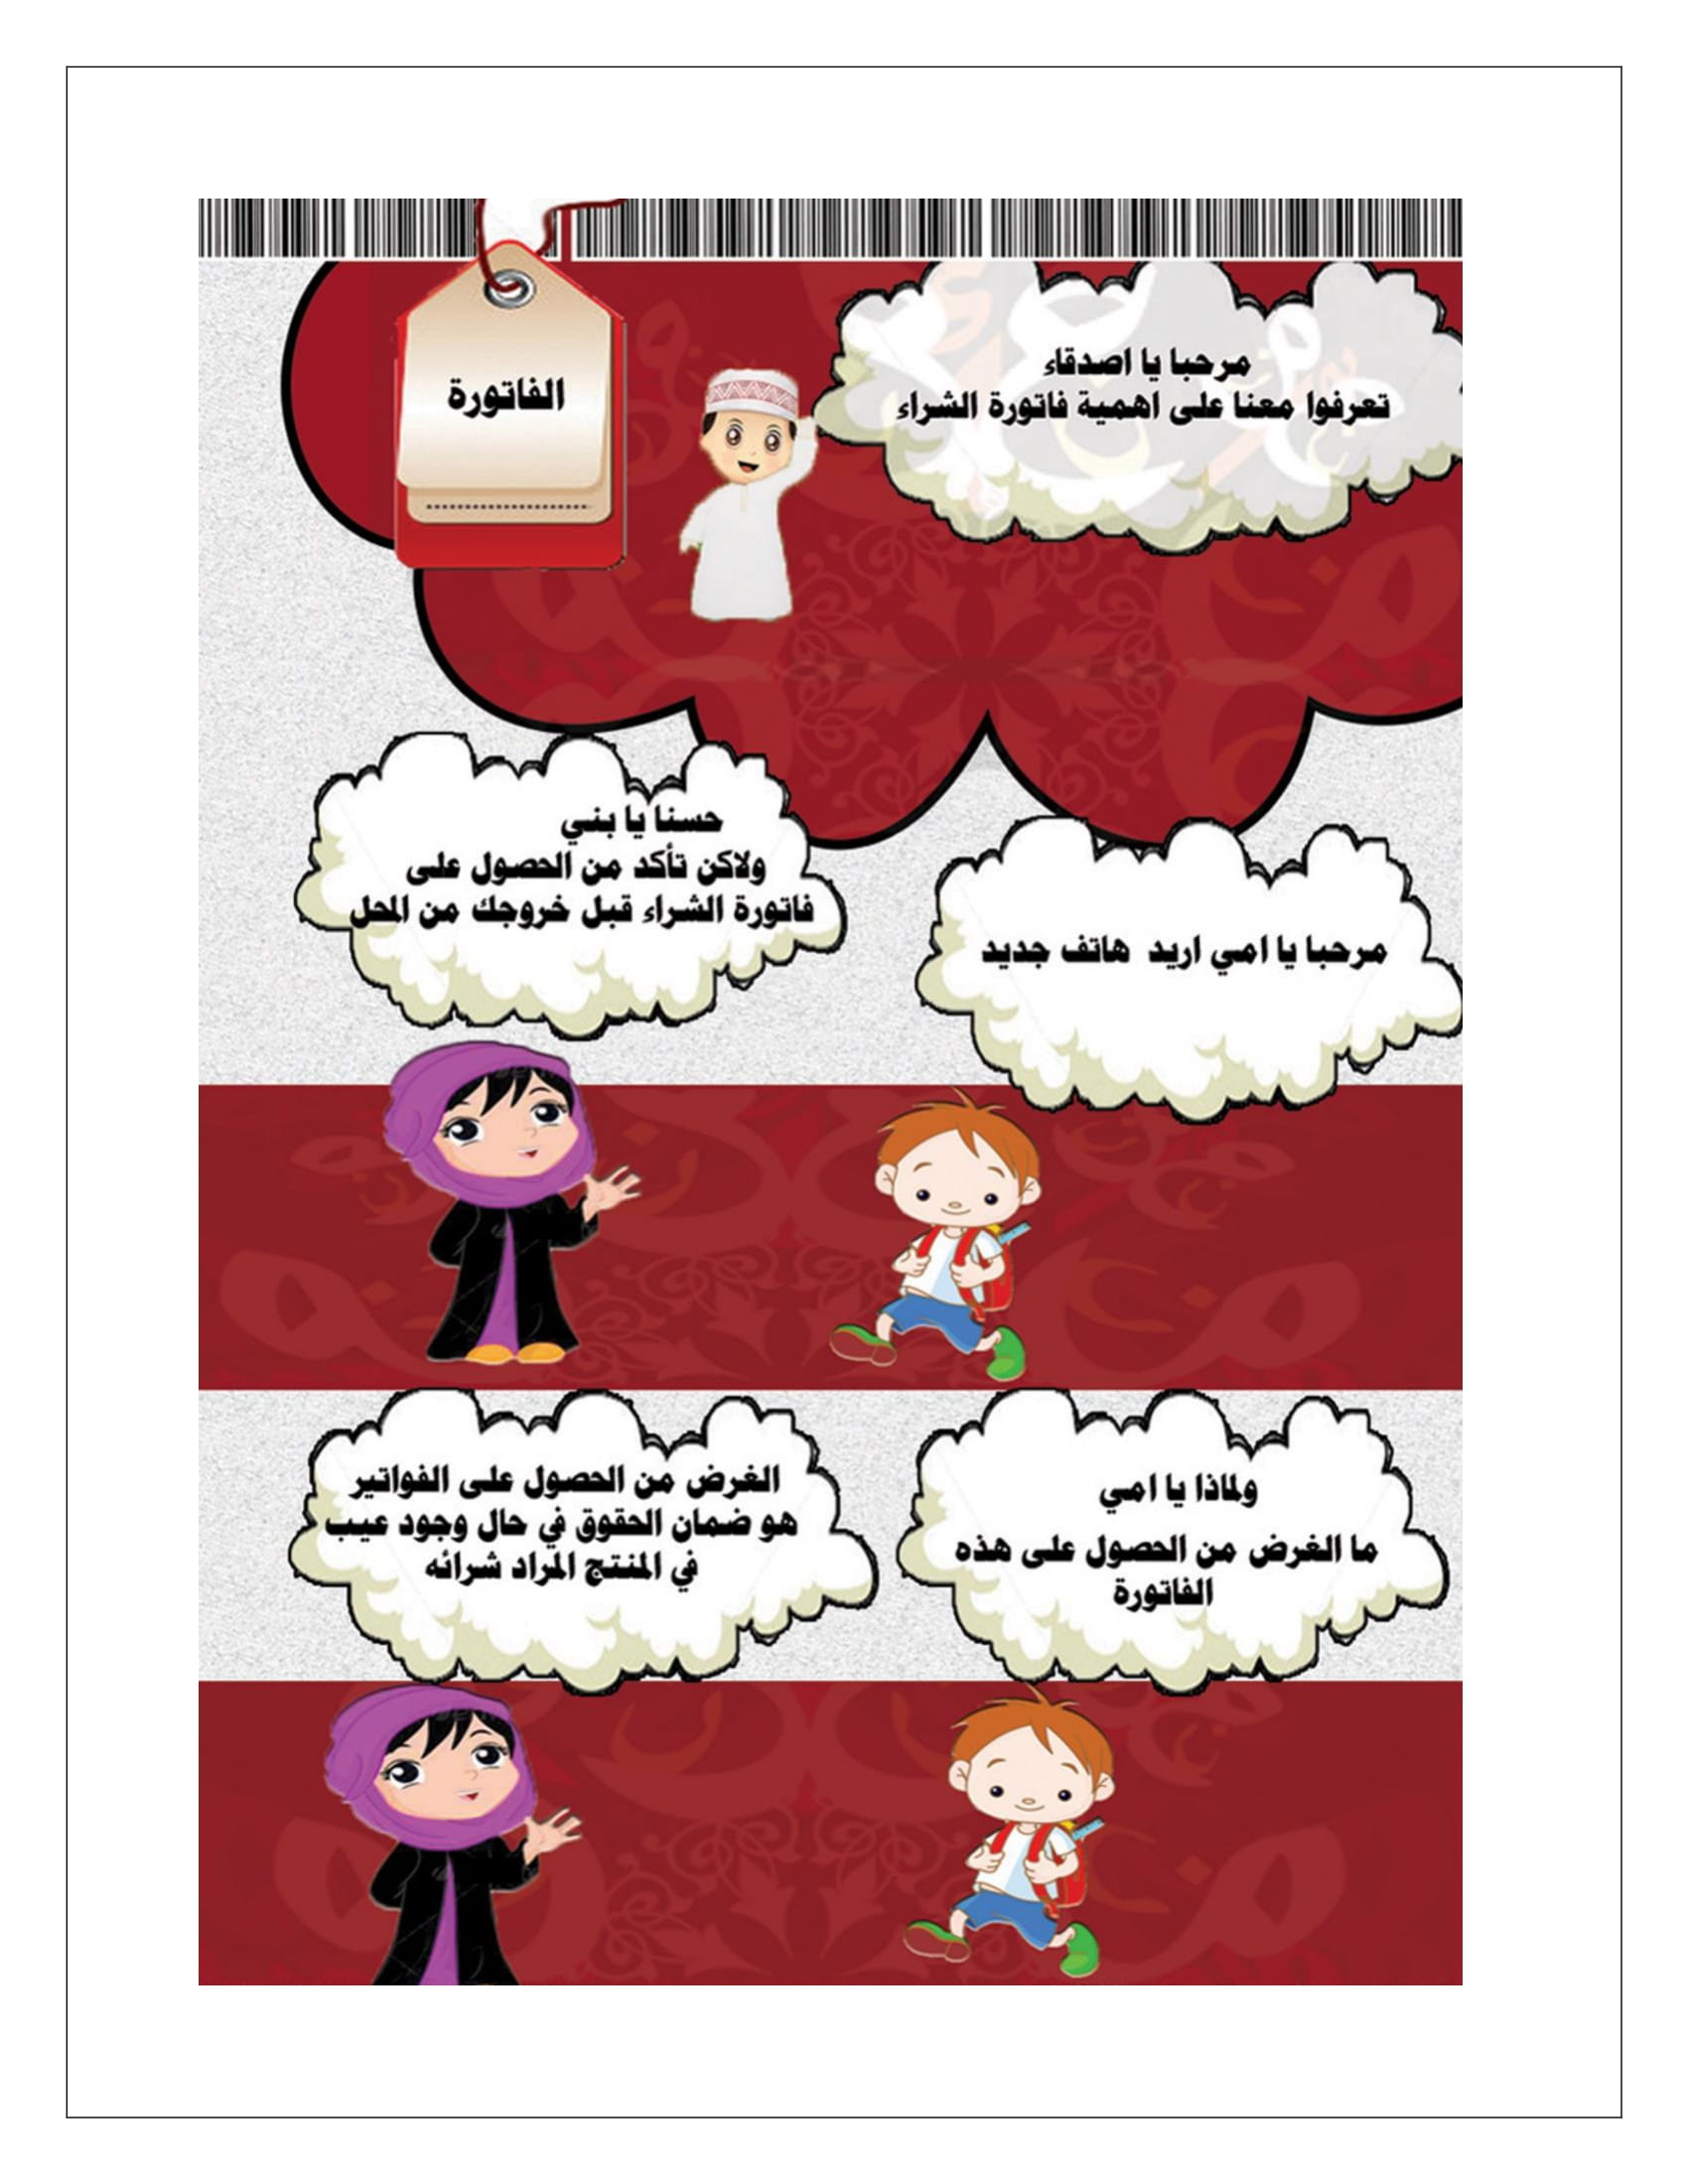 الفاتورة
مرحبا يا اصدقاء
تعرفوا معنا على اهمية فاتورة الشراء
مرحبا يا امي اريد هاتف جديد
حسنا يا بني
ولاكن تأكد من الحصول على
فاتورة الشراء قبل خروجك من المحل
ولماذا يا امي
ما الغرض من الحصول على هذه
الفاتورة
الغرض من الحصول على الفواتير
هو ضمان الحقوق في حال وجود عيب
في المنتج المراد شرائه